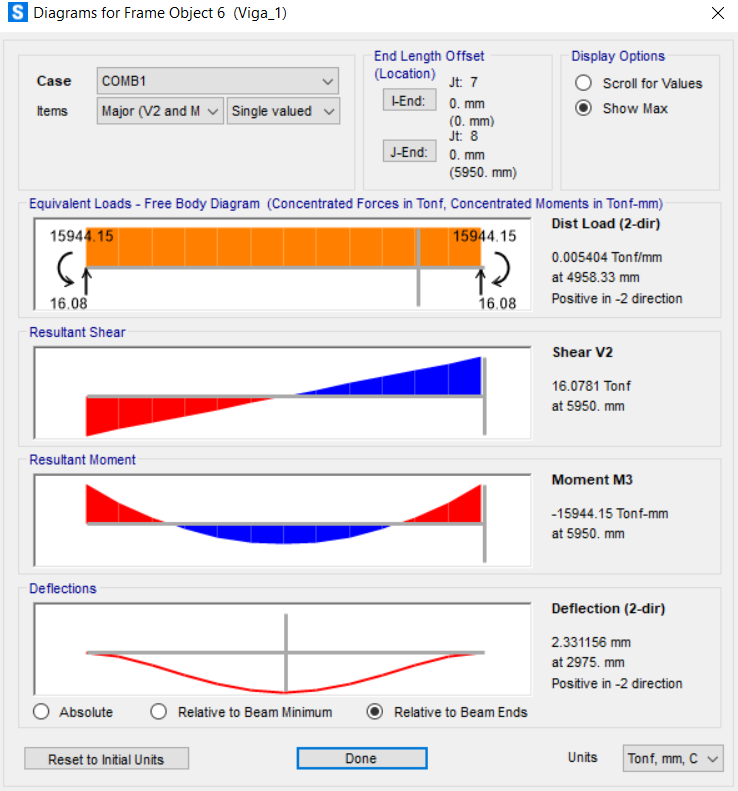 S Diagrams for Frame Object 6 (Viga_1)
Case COMB1
Items Major (V2 and M Single valued
End Length Offset
(Location)
Jt: 7
I-End: 0. mm
(0. mm)
Jt: 8
J-End: 0. mm
(5950. mm)
Display Options
Scroll for Values
Show Max
Equivalent Loads - Free Body Diagram (Concentrated Forces in Tonf, Concentrated Moments in Tonf-mm)
15944.15 15944.15
16.08 16.08
Dist Load (2-dir)
0.005404 Tonf/mm
at 4958.33 mm
Positive in -2 direction
Resultant Shear
Shear V2
16.0781 Tonf
at 5950. mm
Resultant Moment
Moment M3
-15944.15 Tonf-mm
at 5950. mm
Deflections
Deflection (2-dir)
2.331156 mm
at 2975. mm
Positive in -2 direction
Absolute Relative to Beam Minimum Relative to Beam Ends
Reset to Initial Units Done Units Tonf, mm, C